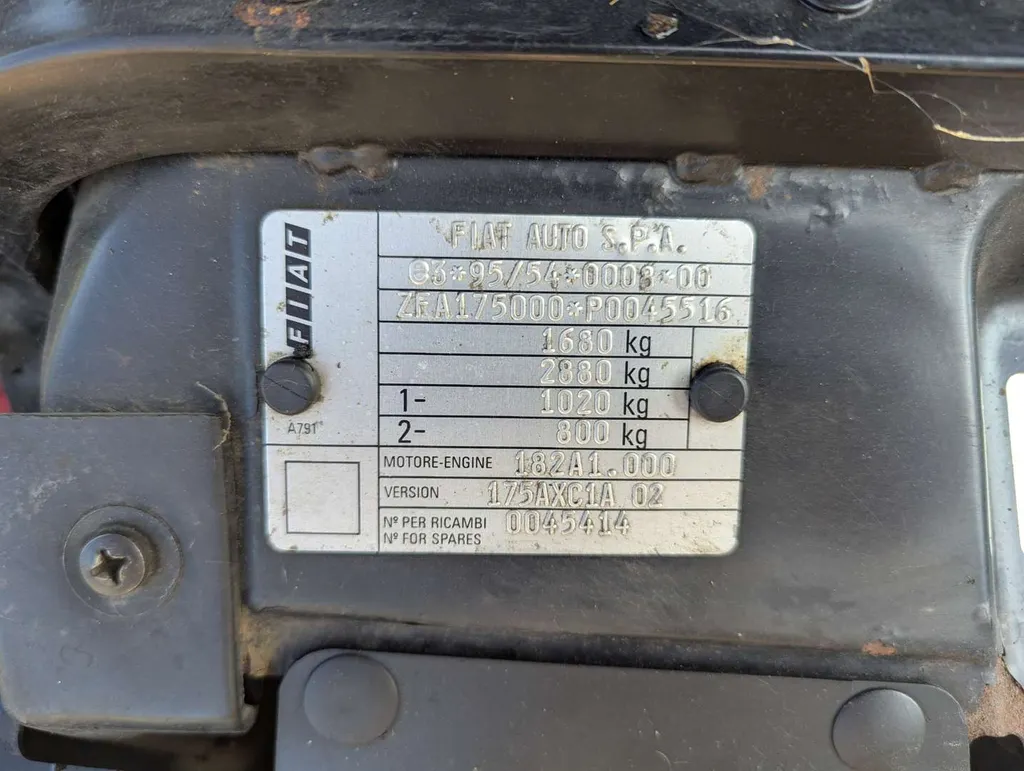 FIAT
FIAT AUTO S.P.A.
e3*95/54*0008*00
ZFA175000*P0045516
1680 kg
2880 kg
1- 1020 kg
2- 800 kg
A791
MOTORE-ENGINE 182A1.000
VERSION 175AXC1A 02
Nº PER RICAMBI 0045414
Nº FOR SPARES